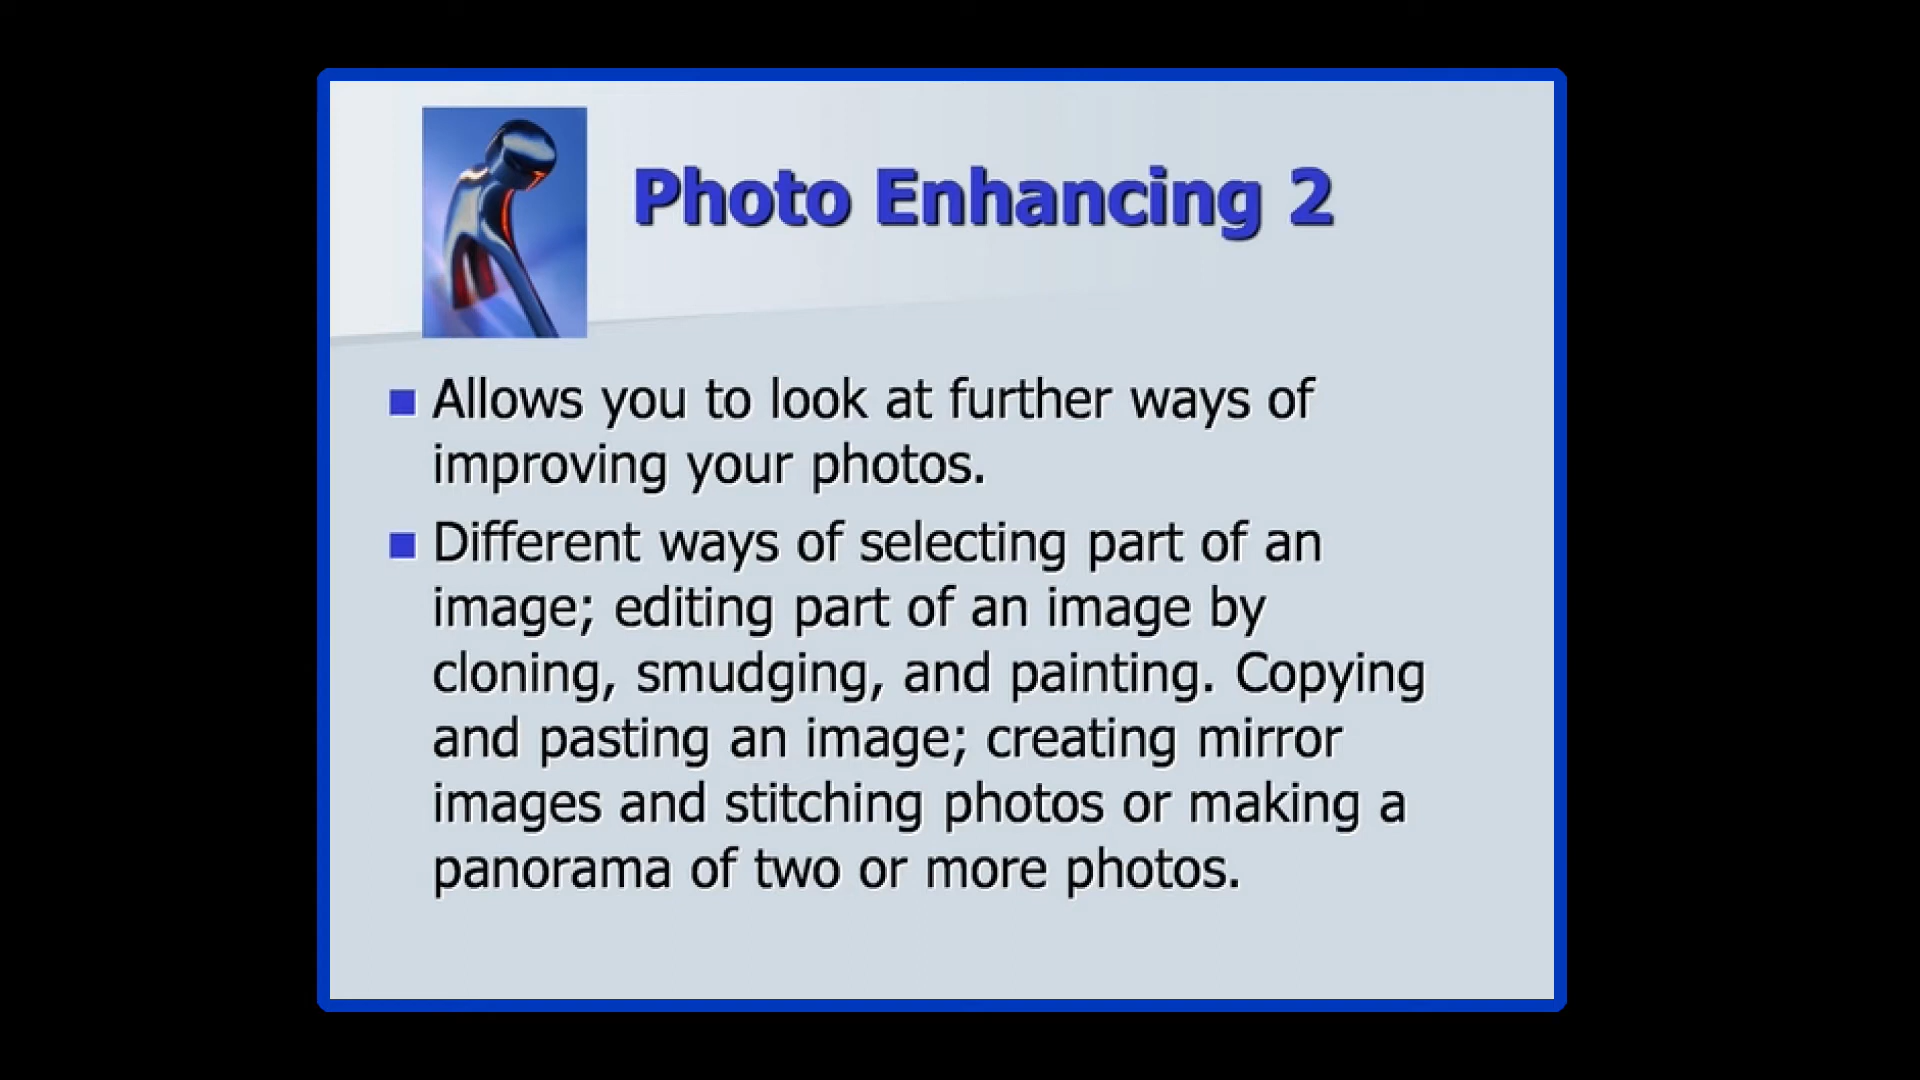 Photo Enhancing 2
Allows you to look at further ways of
improving your photos.
Different ways of selecting part of an
image; editing part of an image by
cloning, smudging, and painting. Copying
and pasting an image; creating mirror
images and stitching photos or making a
panorama of two or more photos.